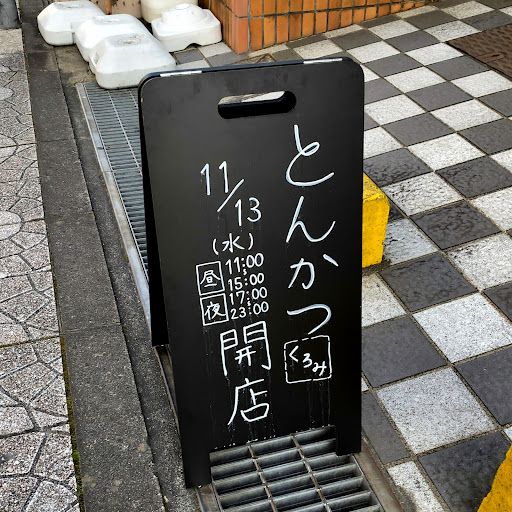 とんかつ
くるみ
11/13
(水)
昼 11:00～15:00
夜 17:00～23:00
開店